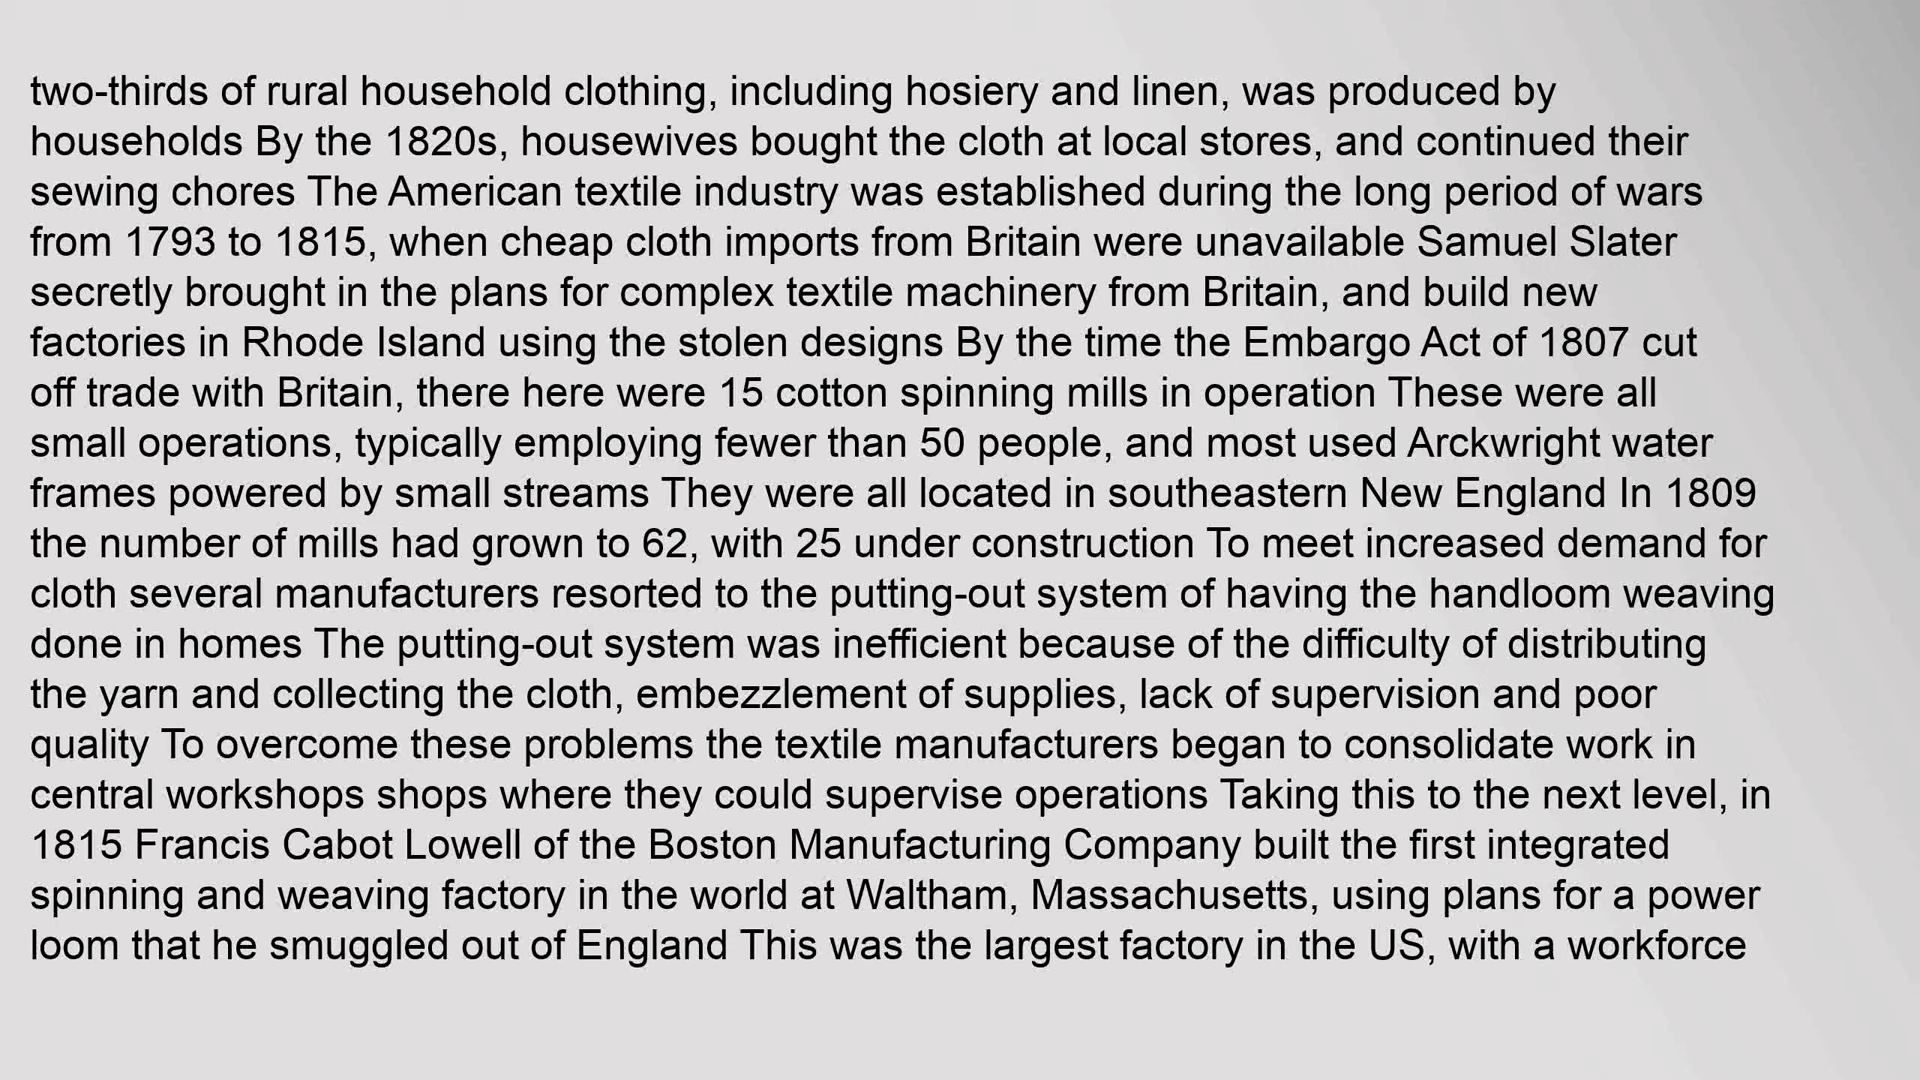 two-thirds of rural household clothing, including hosiery and linen, was produced by
households By the 1820s, housewives bought the cloth at local stores, and continued their
sewing chores The American textile industry was established during the long period of wars
from 1793 to 1815, when cheap cloth imports from Britain were unavailable Samuel Slater
secretly brought in the plans for complex textile machinery from Britain, and build new
factories in Rhode Island using the stolen designs By the time the Embargo Act of 1807 cut
off trade with Britain, there here were 15 cotton spinning mills in operation These were all
small operations, typically employing fewer than 50 people, and most used Arckwright water
frames powered by small streams They were all located in southeastern New England In 1809
the number of mills had grown to 62, with 25 under construction To meet increased demand for
cloth several manufacturers resorted to the putting-out system of having the handloom weaving
done in homes The putting-out system was inefficient because of the difficulty of distributing
the yarn and collecting the cloth, embezzlement of supplies, lack of supervision and poor
quality To overcome these problems the textile manufacturers began to consolidate work in
central workshops shops where they could supervise operations Taking this to the next level, in
1815 Francis Cabot Lowell of the Boston Manufacturing Company built the first integrated
spinning and weaving factory in the world at Waltham, Massachusetts, using plans for a power
loom that he smuggled out of England This was the largest factory in the US, with a workforce